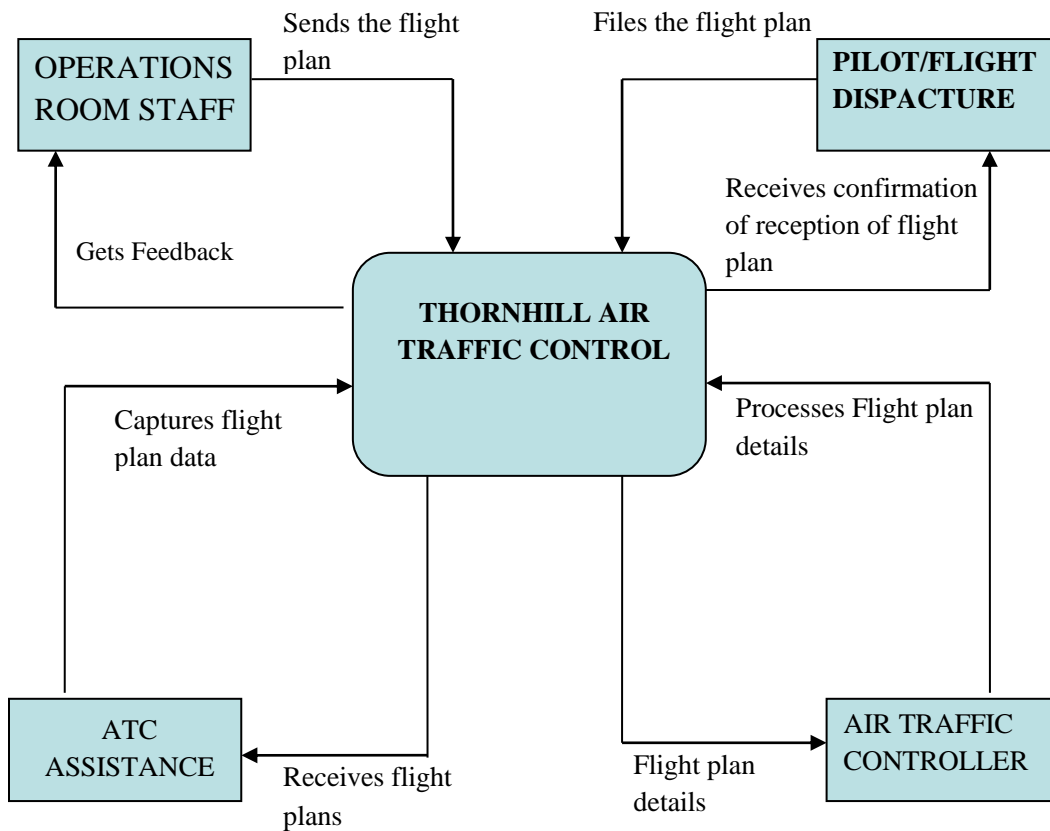 Sends the flight
plan
Files the flight plan
OPERATIONS
ROOM STAFF
PILOT/FLIGHT
DISPACTURE
Gets Feedback
Receives confirmation
of reception of flight
plan
THORNHILL AIR
TRAFFIC CONTROL
Captures flight
plan data
Processes Flight plan
details
ATC
ASSISTANCE
Receives flight
plans
Flight plan
details
AIR TRAFFIC
CONTROLLER